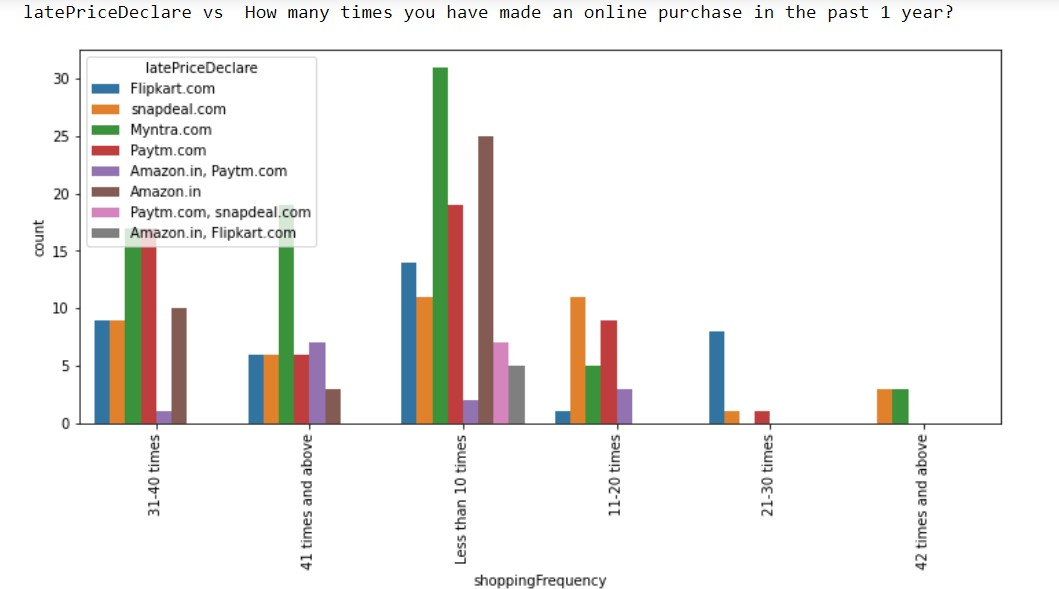 latePriceDeclare vs  How many times you have made an online purchase in the past 1 year?
latePriceDeclare
Flipkart.com
snapdeal.com
Myntra.com
Paytm.com
Amazon.in, Paytm.com
Amazon.in
Paytm.com, snapdeal.com
Amazon.in, Flipkart.com
30
25
20
15
10
5
0
count
31-40 times
41 times and above
Less than 10 times
11-20 times
21-30 times
42 times and above
shoppingFrequency